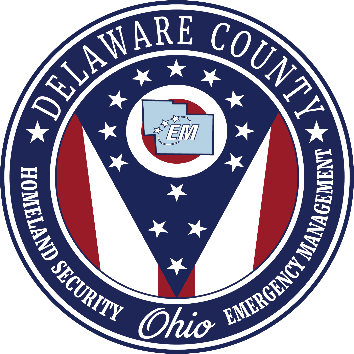 DELAWARE COUNTY
EM
HOMELAND SECURITY
Ohio
EMERGENCY MANAGEMENT